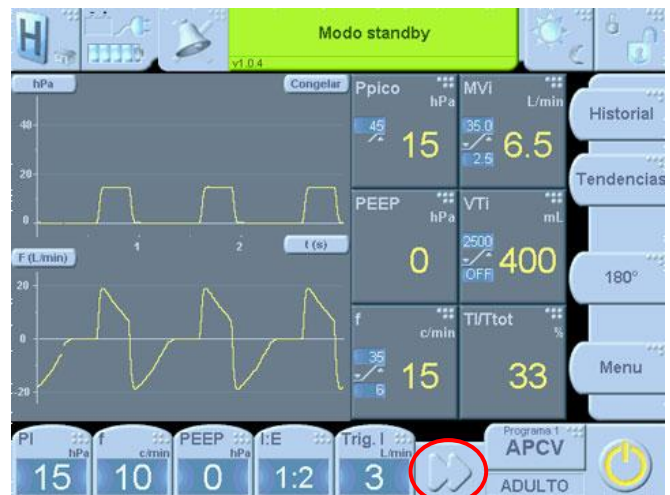 H
Modo standby
v1.0.4
hPa
Congelar
40
20
0
1
2
t (s)
F (L/min)
20
0
-20
Ppico
hPa
45
15
MVi
L/min
35.0
2.5
6.5
PEEP
hPa
0
VTi
mL
2500
OFF
400
f
c/min
35
6
15
TI/Ttot
%
33
Historial
Tendencias
180°
Menu
PI
hPa
15
f
c/min
10
PEEP
hPa
0
I:E
1:2
Trig. I
L/min
3
Programa 1
APCV
ADULTO